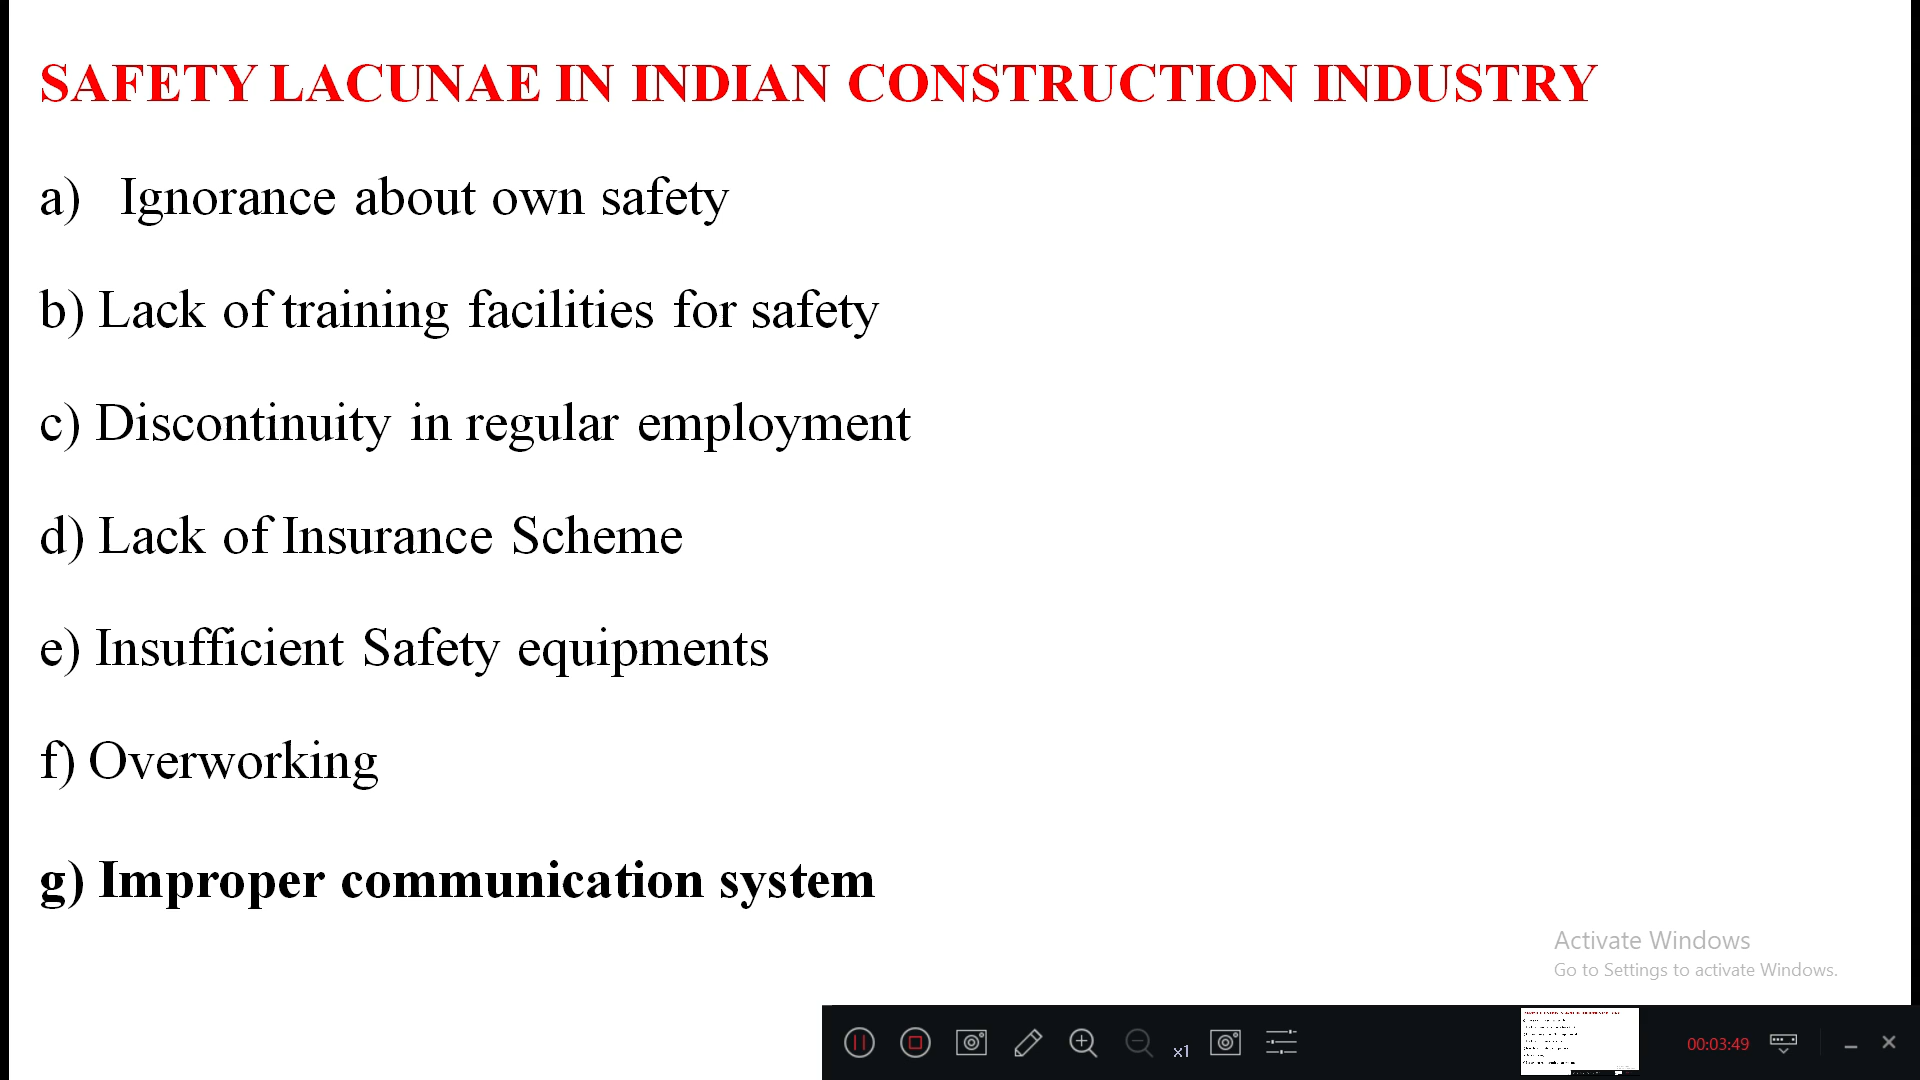 SAFETY LACUNAE IN INDIAN CONSTRUCTION INDUSTRY
a) Ignorance about own safety
b) Lack of training facilities for safety
c) Discontinuity in regular employment
d) Lack of Insurance Scheme
e) Insufficient Safety equipments
f) Overworking
g) Improper communication system
Activate Windows
Go to Settings to activate Windows.
x1
00:03:49